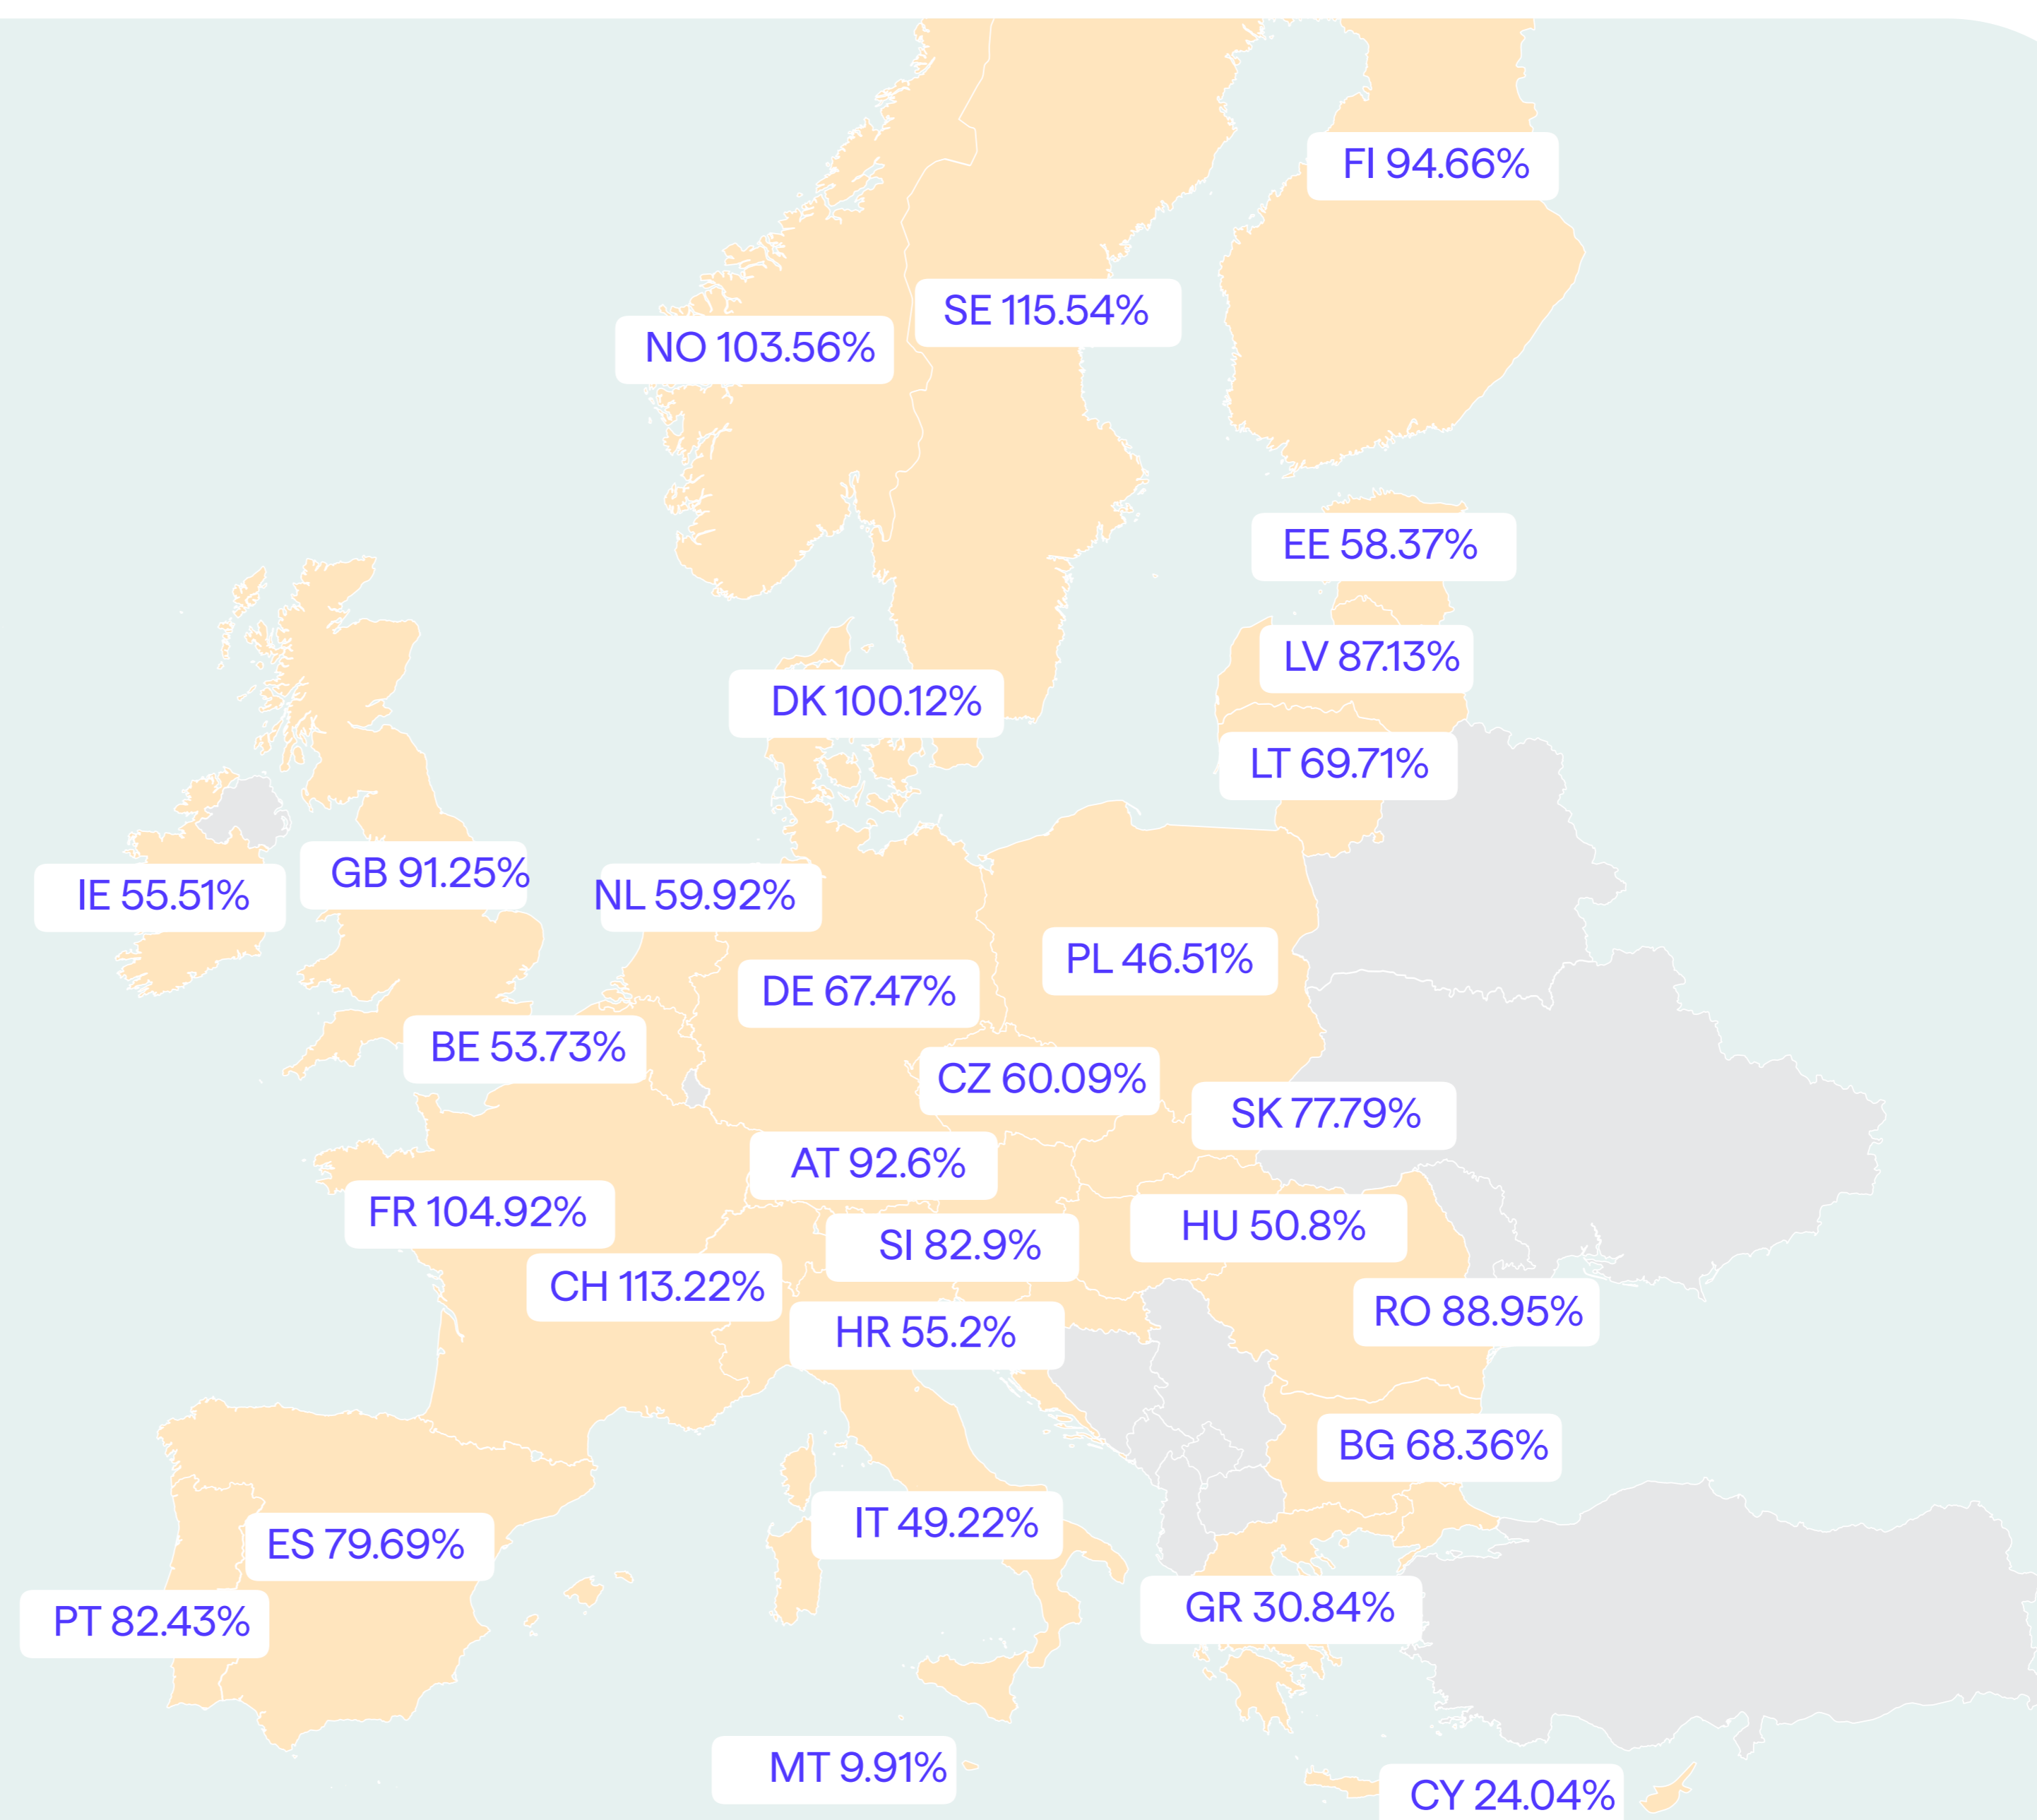 FI 94.66%
SE 115.54%
NO 103.56%
EE 58.37%
LV 87.13%
DK 100.12%
LT 69.71%
GB 91.25%
IE 55.51%
NL 59.92%
PL 46.51%
DE 67.47%
BE 53.73%
CZ 60.09%
SK 77.79%
AT 92.6%
FR 104.92%
HU 50.8%
SI 82.9%
CH 113.22%
RO 88.95%
HR 55.2%
BG 68.36%
IT 49.22%
ES 79.69%
GR 30.84%
PT 82.43%
MT 9.91%
CY 24.04%